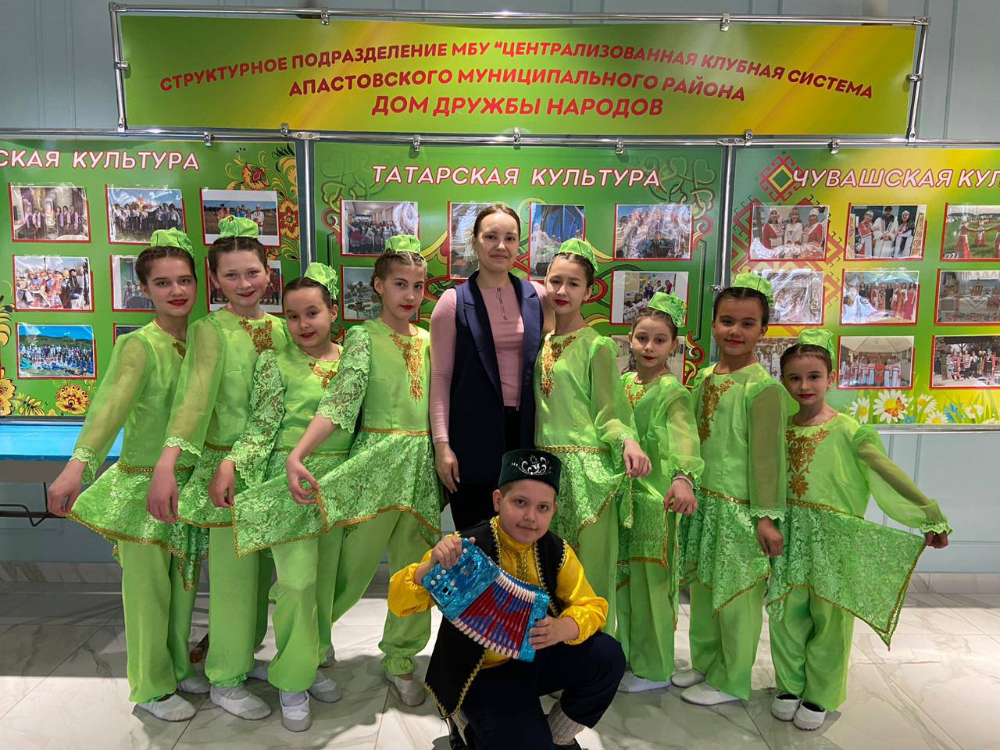 СТРУКТУРНОЕ ПОДРАЗДЕЛЕНИЕ МБУ "ЦЕНТРАЛИЗОВАННАЯ КЛУБНАЯ СИСТЕМА
АПАСТОВСКОГО МУНИЦИПАЛЬНОГО РАЙОНА
ДОМ ДРУЖБЫ НАРОДОВ
СКАЯ КУЛЬТУРА
ТАТАРСКАЯ КУЛЬТУРА
ЧУВАШСКАЯ КУЛ